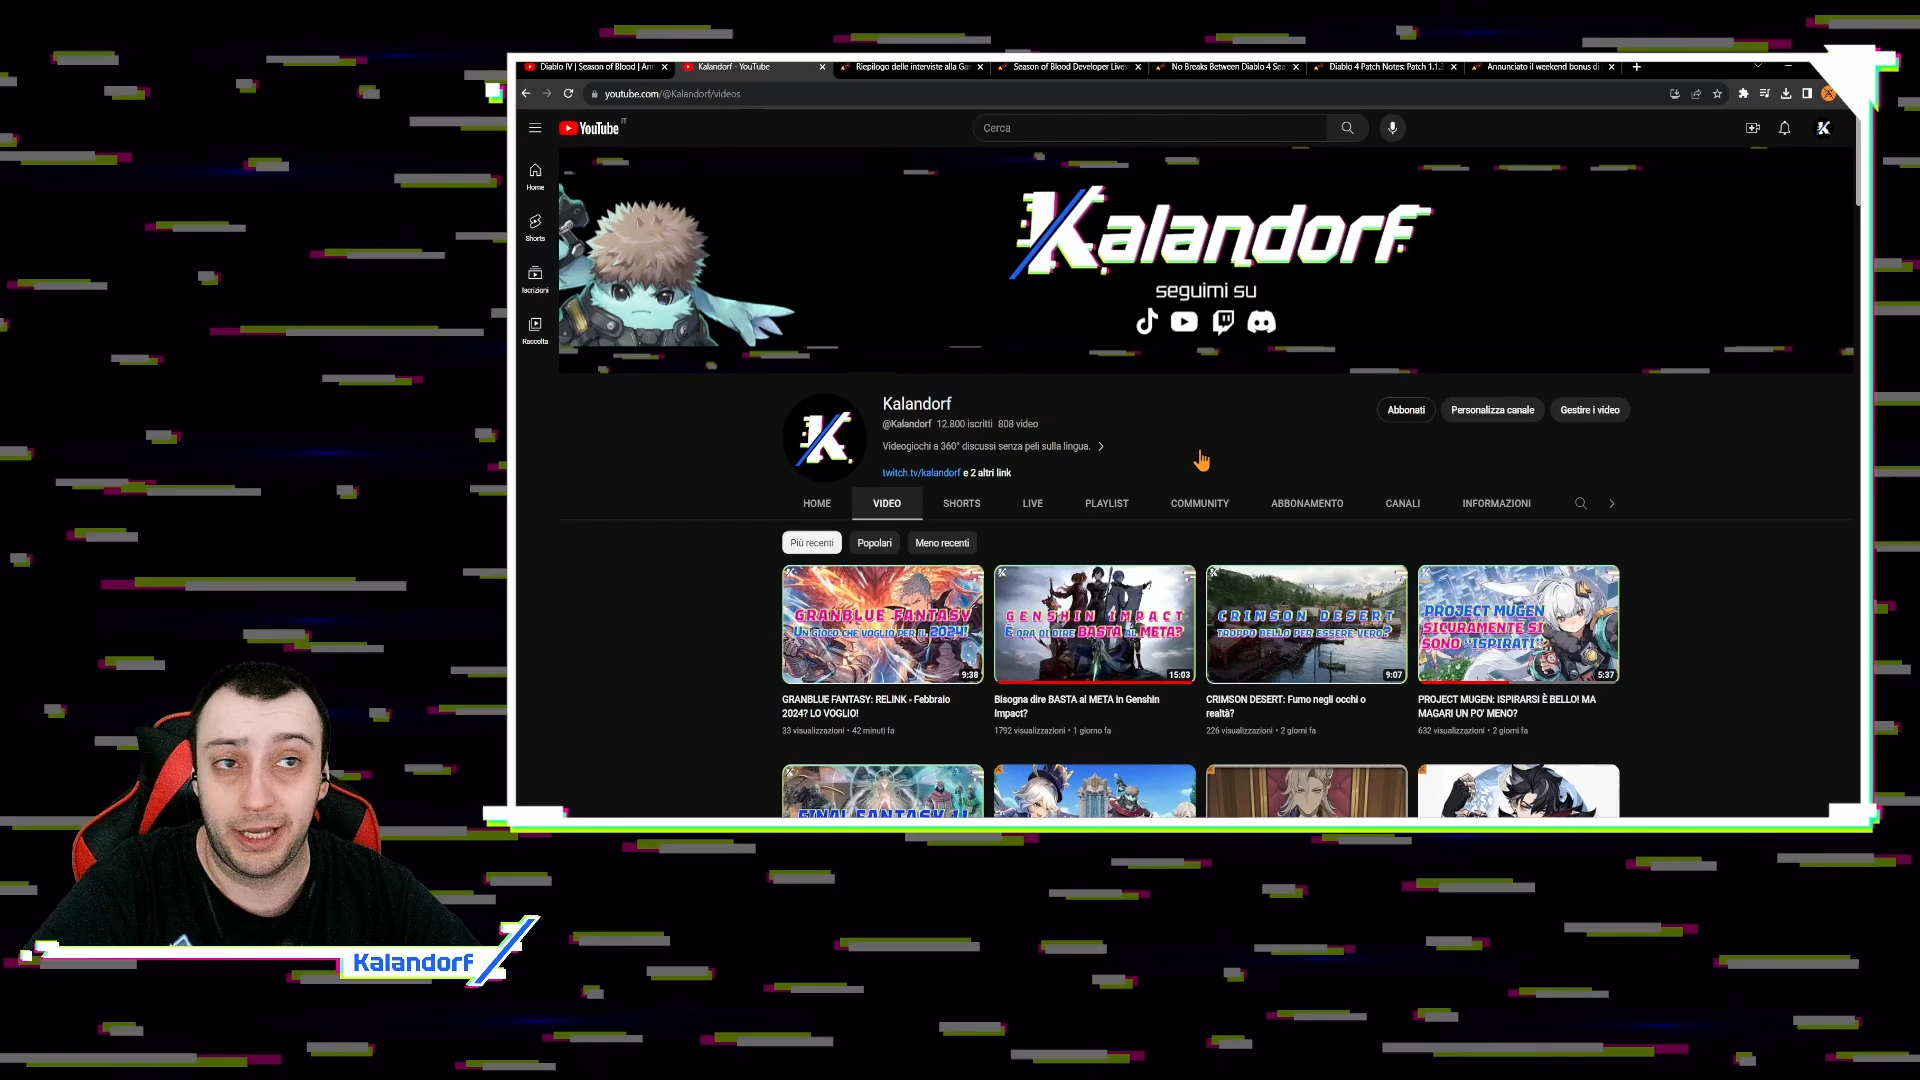 Diablo IV | Season of Blood | Ann
Kalandorf - YouTube
Riepilogo delle interviste alla Gam
Season of Blood Developer Lives
No Breaks Between Diablo 4 Sea
Diablo 4 Patch Notes: Patch 1.1.3
Annunciato il weekend bonus di
youtube.com/@Kalandorf/videos
YouTube IT
Cerca
Home
Shorts
Iscrizioni
Raccolta
Kalandorf
seguimi su
Kalandorf
@Kalandorf 12.800 iscritti 808 video
Videogiochi a 360° discussi senza peli sulla lingua.
twitch.tv/kalandorf e 2 altri link
Abbonati
Personalizza canale
Gestire i video
HOME
VIDEO
SHORTS
LIVE
PLAYLIST
COMMUNITY
ABBONAMENTO
CANALI
INFORMAZIONI
Più recenti
Popolari
Meno recenti
GRANBLUE FANTASY
UN GIOCO CHE VOGLIO PER IL 2024!
9:38
GENSHIN IMPACT
È ORA DI DIRE BASTA AL META?
15:03
CRIMSON DESERT
TROPPO BELLO PER ESSERE VERO?
9:07
PROJECT MUGEN
SICURAMENTE SI
SONO "ISPIRATI"
5:37
GRANBLUE FANTASY: RELINK - Febbraio
2024? LO VOGLIO!
33 visualizzazioni • 42 minuti fa
Bisogna dire BASTA al META in Genshin
Impact?
1792 visualizzazioni • 1 giorno fa
CRIMSON DESERT: Fumo negli occhi o
realtà?
226 visualizzazioni • 2 giorni fa
PROJECT MUGEN: ISPIRARSI È BELLO! MA
MAGARI UN PO' MENO?
632 visualizzazioni • 2 giorni fa
FINAL FANTASY
Kalandorf